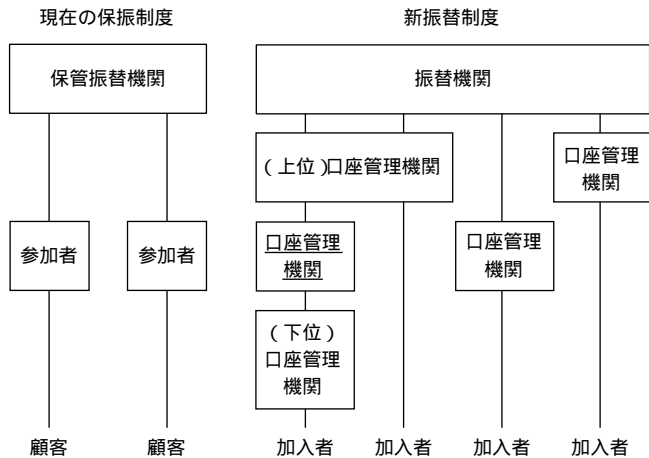 現在の保振制度
新振替制度
保管振替機関
振替機関
(上位)口座管理機関
口座管理
機関
参加者
参加者
口座管理
機関
口座管理
機関
(下位)
口座管理
機関
顧客
顧客
加入者
加入者
加入者
加入者